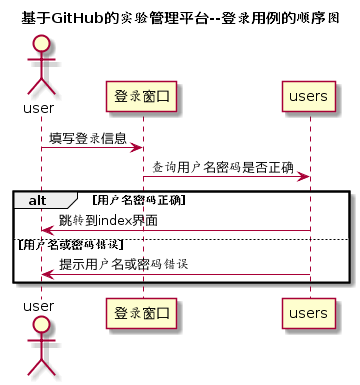 基于GitHub的实验管理平台--登录用例的顺序图
user
登录窗口
users
填写登录信息
查询用户名密码是否正确
alt [用户名密码正确]
跳转到index界面
[用户名或密码错误]
提示用户名或密码错误
user
登录窗口
users